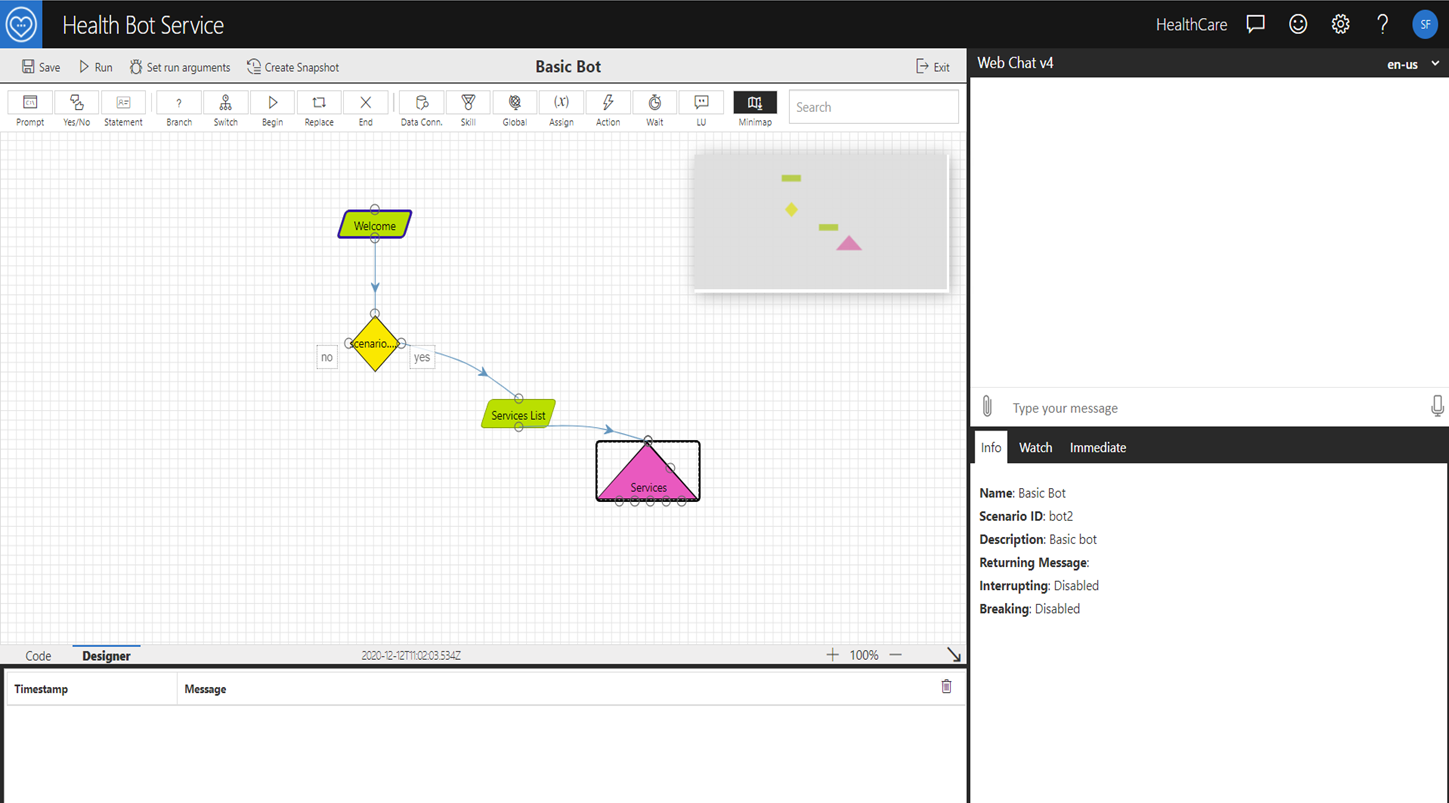 Health Bot Service
HealthCare
?
SF
Save
Run
Set run arguments
Create Snapshot
Basic Bot
Exit
Web Chat v4
en-us
Prompt
Yes/No
Statement
?
Branch
Switch
Begin
Replace
End
Data Conn.
Skill
Global
(x)
Assign
Action
Wait
LU
Minimap
Search
Welcome
scenario....
no
yes
Services List
Services
Type your message
Info
Watch
Immediate
Name: Basic Bot
Scenario ID: bot2
Description: Basic bot
Returning Message:
Interrupting: Disabled
Breaking: Disabled
Code
Designer
2020-12-12T11:02:03.534Z
100%
Timestamp
Message